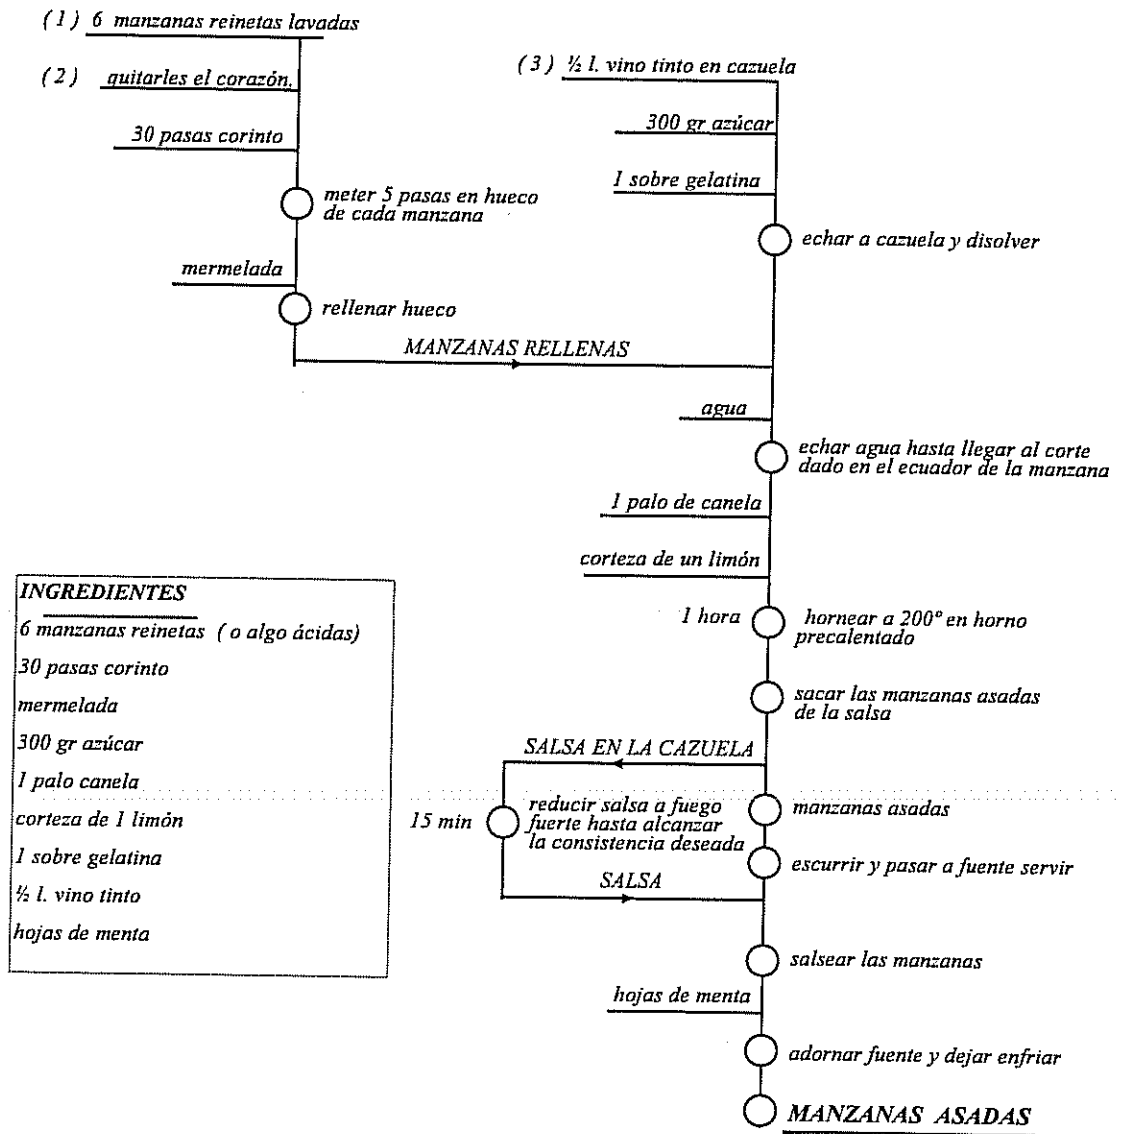 (1) 6 manzanas reinetas lavadas
(2) quitarles el corazón.
30 pasas corinto
meter 5 pasas en hueco
de cada manzana
mermelada
rellenar hueco
MANZANAS RELLENAS
(3) ½ l. vino tinto en cazuela
300 gr azúcar
1 sobre gelatina
echar a cazuela y disolver
agua
echar agua hasta llegar al corte
dado en el ecuador de la manzana
1 palo de canela
corteza de un limón
1 hora
hornear a 200º en horno
precalentado
sacar las manzanas asadas
de la salsa
SALSA EN LA CAZUELA
15 min
reducir salsa a fuego
fuerte hasta alcanzar
la consistencia deseada
SALSA
manzanas asadas
escurrir y pasar a fuente servir
salsear las manzanas
hojas de menta
adornar fuente y dejar enfriar
MANZANAS ASADAS
INGREDIENTES
6 manzanas reinetas (o algo ácidas)
30 pasas corinto
mermelada
300 gr azúcar
1 palo canela
corteza de 1 limón
1 sobre gelatina
½ l. vino tinto
hojas de menta